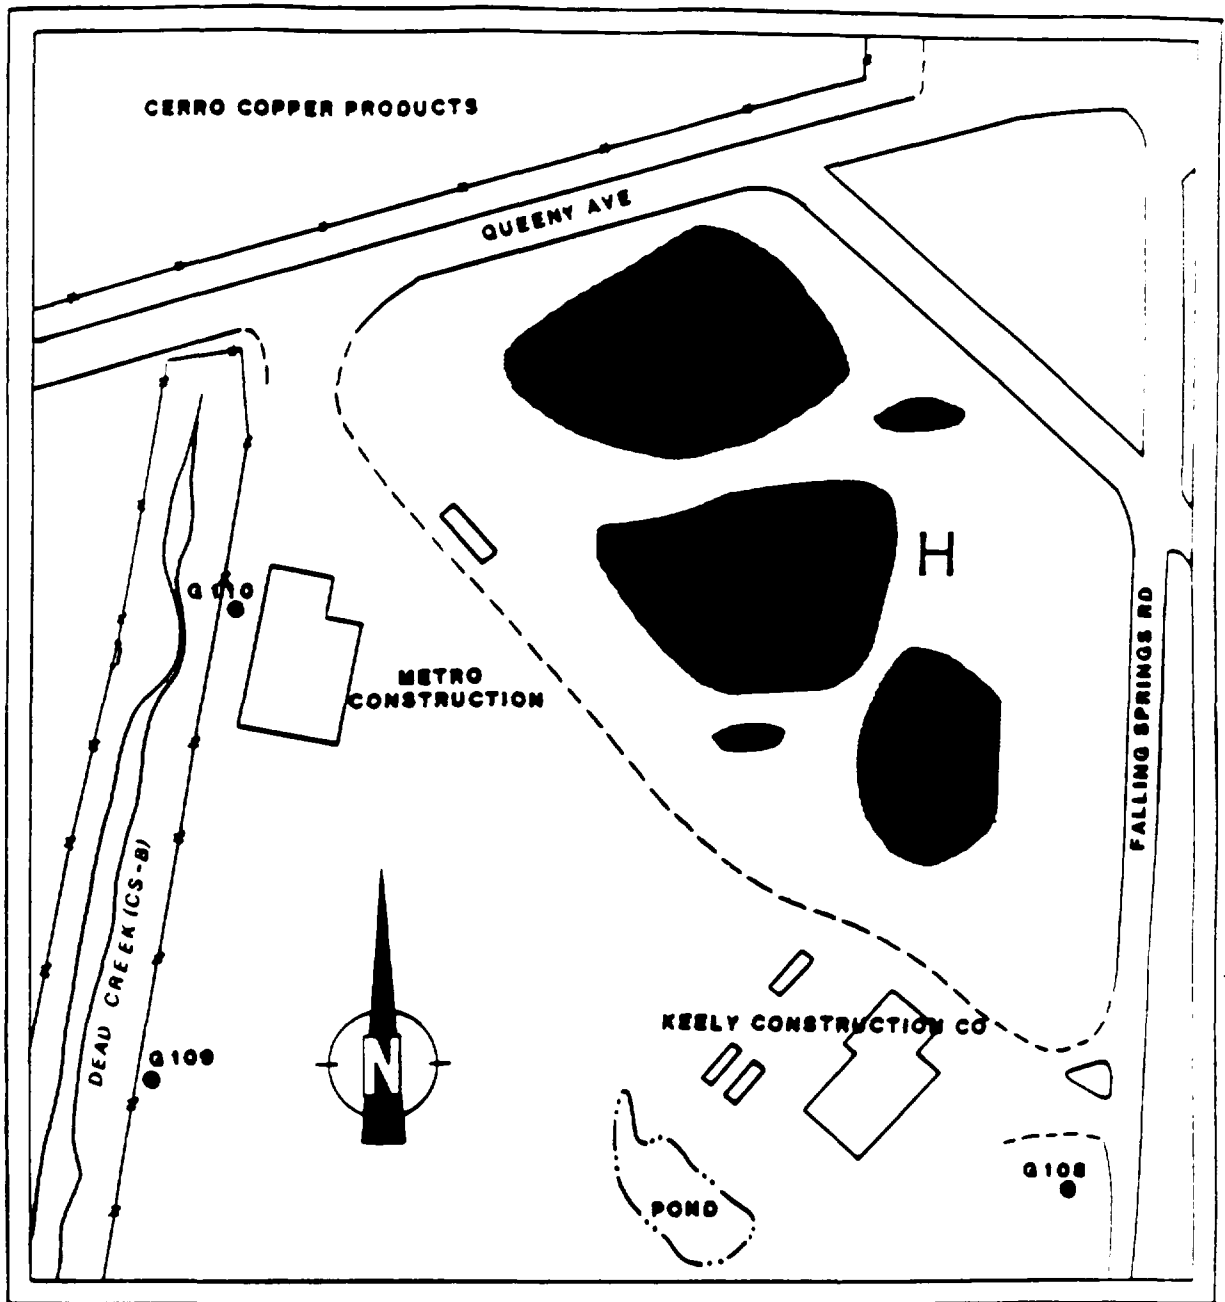 CERRO COPPER PRODUCTS
QUEENY AVE
H
G110
METRO
CONSTRUCTION
FALLING SPRINGS RD
DEAD CREEK (CS-B)
N
KEELY CONSTRUCTION CO
G109
G108
POND